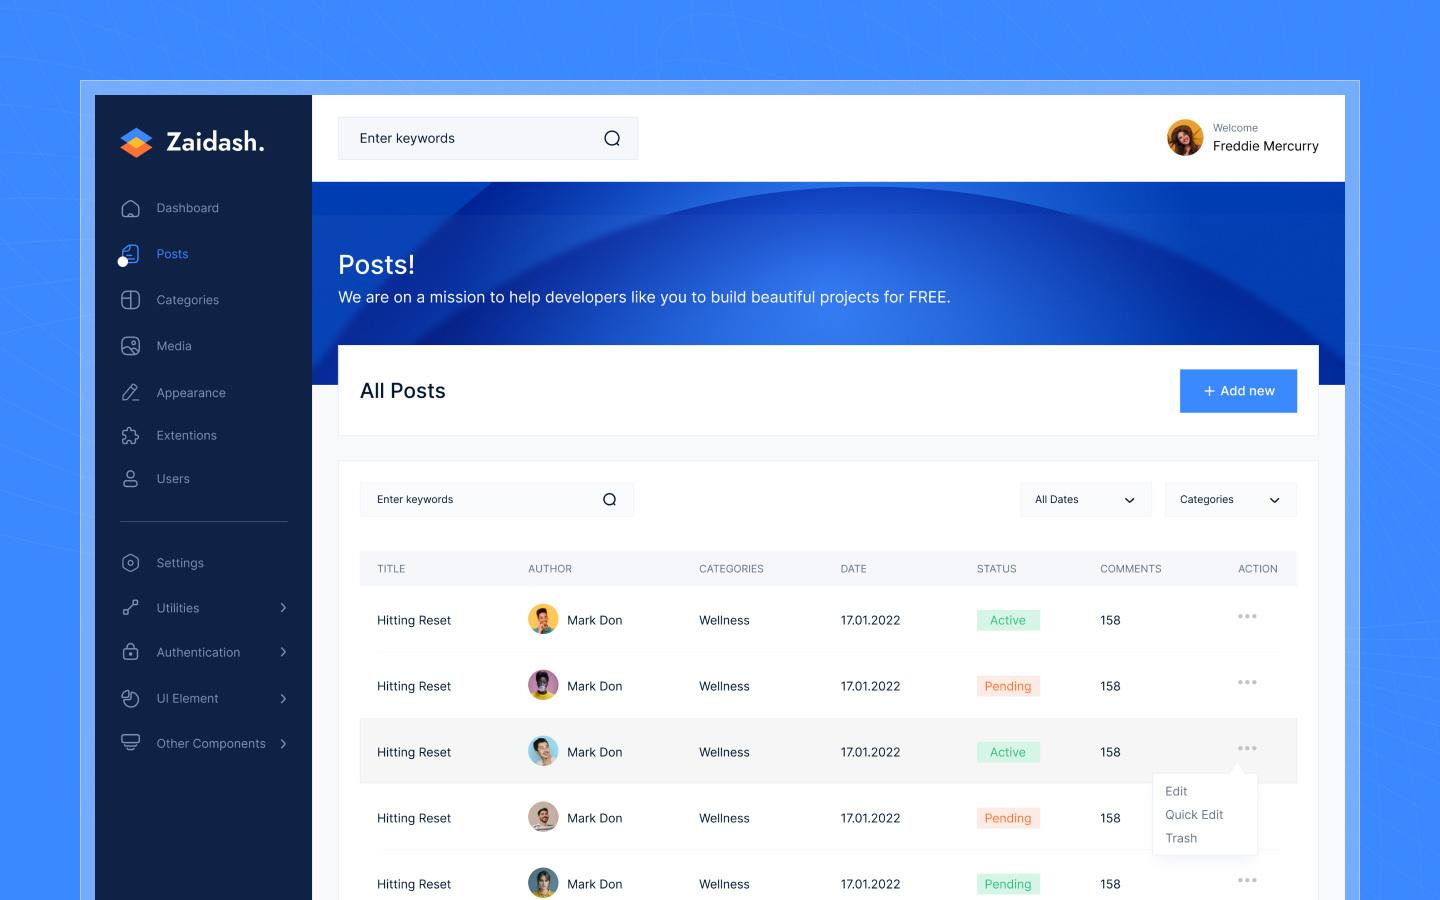 Zaidash.
Enter keywords
Welcome
Freddie Mercurry
Dashboard
Posts
Categories
Media
Appearance
Extentions
Users
Settings
Utilities
Authentication
UI Element
Other Components
Posts!
We are on a mission to help developers like you to build beautiful projects for FREE.
All Posts
+ Add new
Enter keywords
All Dates
Categories
TITLE AUTHOR CATEGORIES DATE STATUS COMMENTS ACTION
Hitting Reset Mark Don Wellness 17.01.2022 Active 158
Hitting Reset Mark Don Wellness 17.01.2022 Pending 158
Hitting Reset Mark Don Wellness 17.01.2022 Active 158
Edit
Quick Edit
Trash
Hitting Reset Mark Don Wellness 17.01.2022 Pending 158
Hitting Reset Mark Don Wellness 17.01.2022 Pending 158